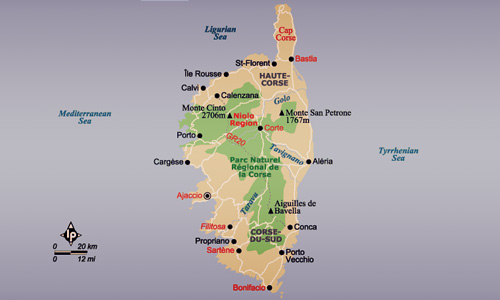 Ligurian
Sea
Cap
Corse
Bastia
St-Florent
Île Rousse
HAUTE-
CORSE
Calvi
Calenzana
Golo
Monte Cinto
2706m
Niolo
Region
Monte San Petrone
1767m
Mediterranean
Sea
Porto
GR20
Corte
Tavignano
Tyrrhenian
Sea
Cargèse
Parc Naturel
Régional de
la Corse
Aléria
Ajaccio
Taravu
Aiguilles de
Bavella
Filitosa
Conca
Propriano
CORSE-
DU-SUD
Sartène
Porto
Vecchio
Bonifacio
lp
0 20 km
0 12 mi